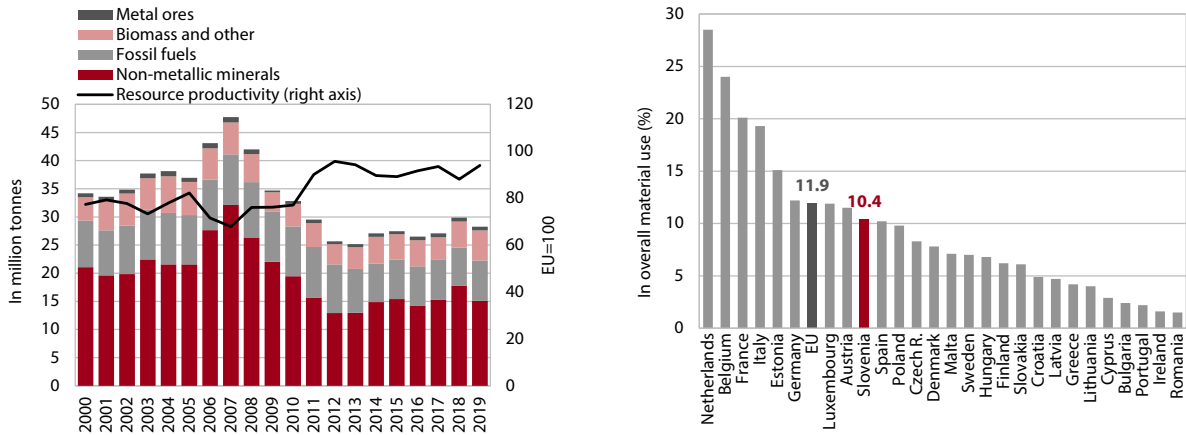 Metal ores
Biomass and other
Fossil fuels
Non-metallic minerals
Resource productivity (right axis)
In million tonnes
50
45
40
35
30
25
20
15
10
5
0
120
100
80
60
40
20
0
EU=100
2000
2001
2002
2003
2004
2005
2006
2007
2008
2009
2010
2011
2012
2013
2014
2015
2016
2017
2018
2019
In overall material use (%)
30
25
20
15
10
5
0
11.9
10.4
Netherlands
Belgium
France
Italy
Estonia
Germany
EU
Luxembourg
Austria
Slovenia
Spain
Poland
Czech R.
Denmark
Malta
Sweden
Hungary
Finland
Slovakia
Croatia
Latvia
Greece
Lithuania
Cyprus
Bulgaria
Portugal
Ireland
Romania